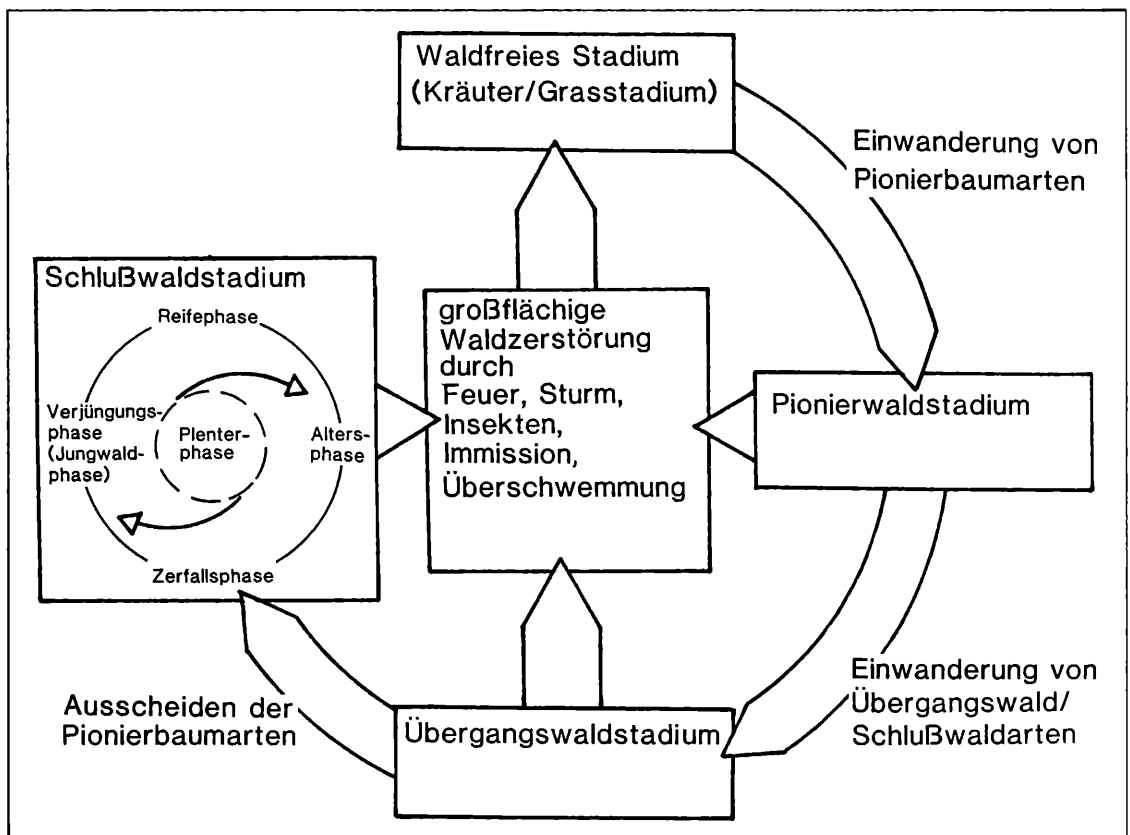 Waldfreies Stadium
(Kräuter/Grasstadium)
Einwanderung von
Pionierbaumarten
Schlußwaldstadium
Reifephase
Verjüngungs-
phase
(Jungwald-
phase)
Plenter-
phase
Alters-
phase
Zerfallsphase
großflächige
Waldzerstörung
durch
Feuer, Sturm,
Insekten,
Immission,
Überschwemmung
Pionierwaldstadium
Einwanderung von
Übergangswald/
Schlußwaldarten
Übergangswaldstadium
Ausscheiden der
Pionierbaumarten